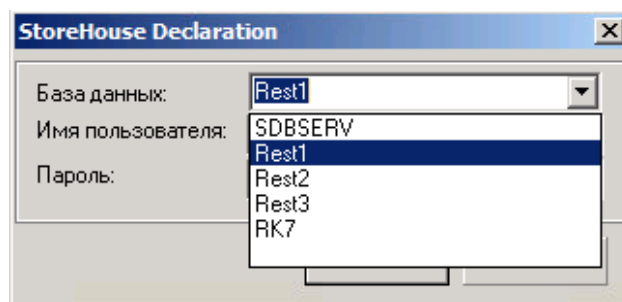 StoreHouse Declaration
База данных: Rest1
Имя пользователя: SDBSERV
Rest1
Пароль: Rest2
Rest3
RK7